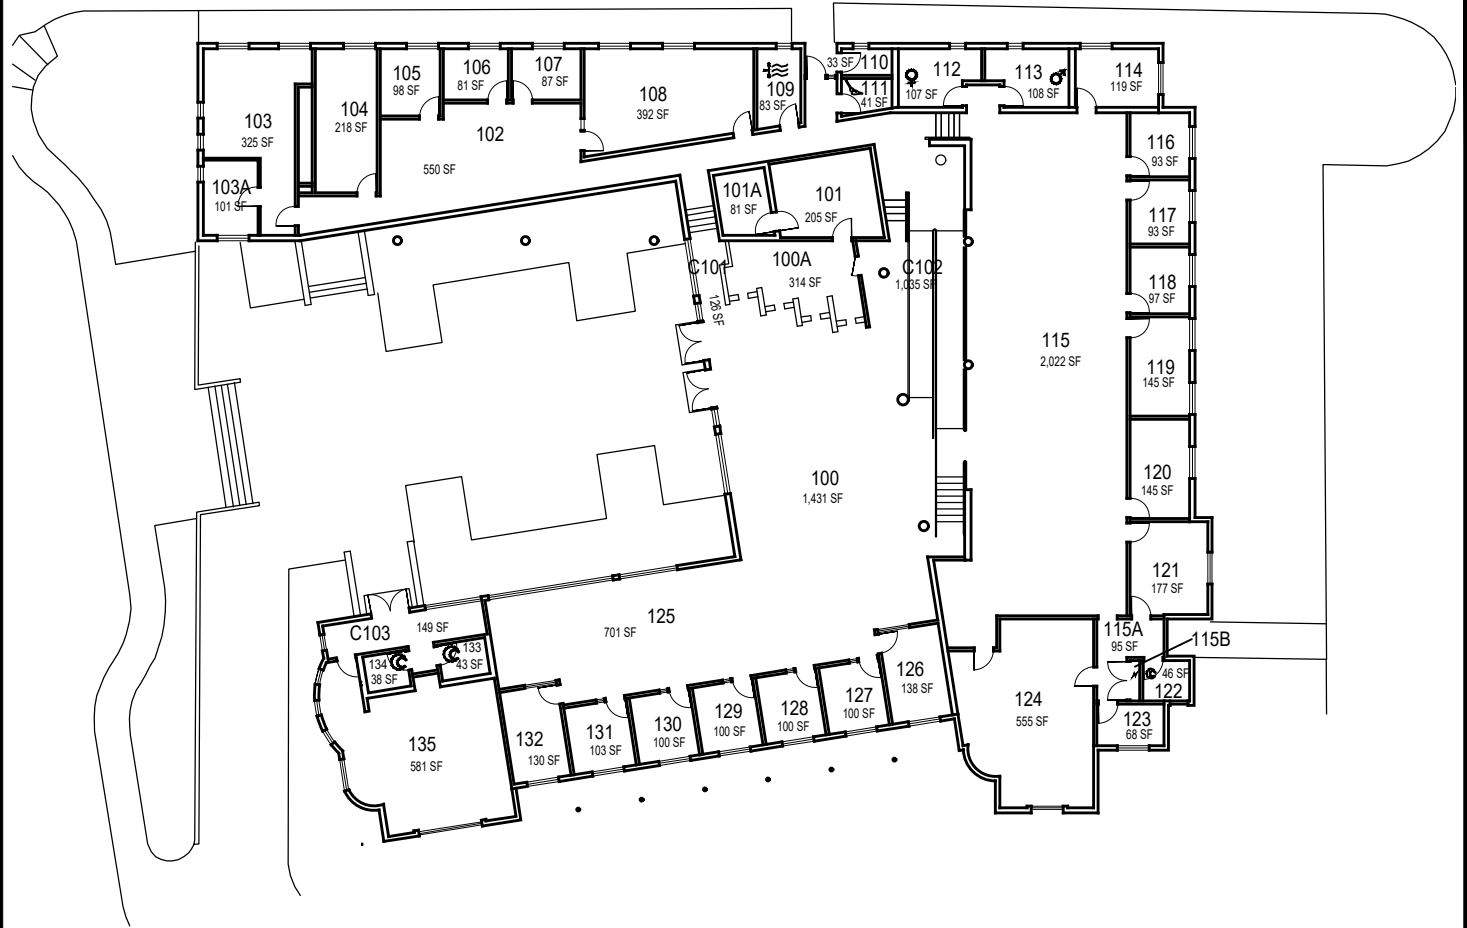 105
98 SF
106
81 SF
107
87 SF
103
325 SF
104
218 SF
108
392 SF
109
83 SF
33 SF
110
111
41 SF
112
107 SF
113
108 SF
114
119 SF
102
550 SF
103A
101 SF
101A
81 SF
101
205 SF
116
93 SF
117
93 SF
C101
126 SF
100A
314 SF
C102
1,035 SF
118
97 SF
115
2,022 SF
119
145 SF
100
1,431 SF
120
145 SF
121
177 SF
125
701 SF
C103
149 SF
134
38 SF
133
43 SF
115A
95 SF
115B
46 SF
122
126
138 SF
127
100 SF
128
100 SF
129
100 SF
130
100 SF
131
103 SF
132
130 SF
135
581 SF
124
555 SF
123
68 SF